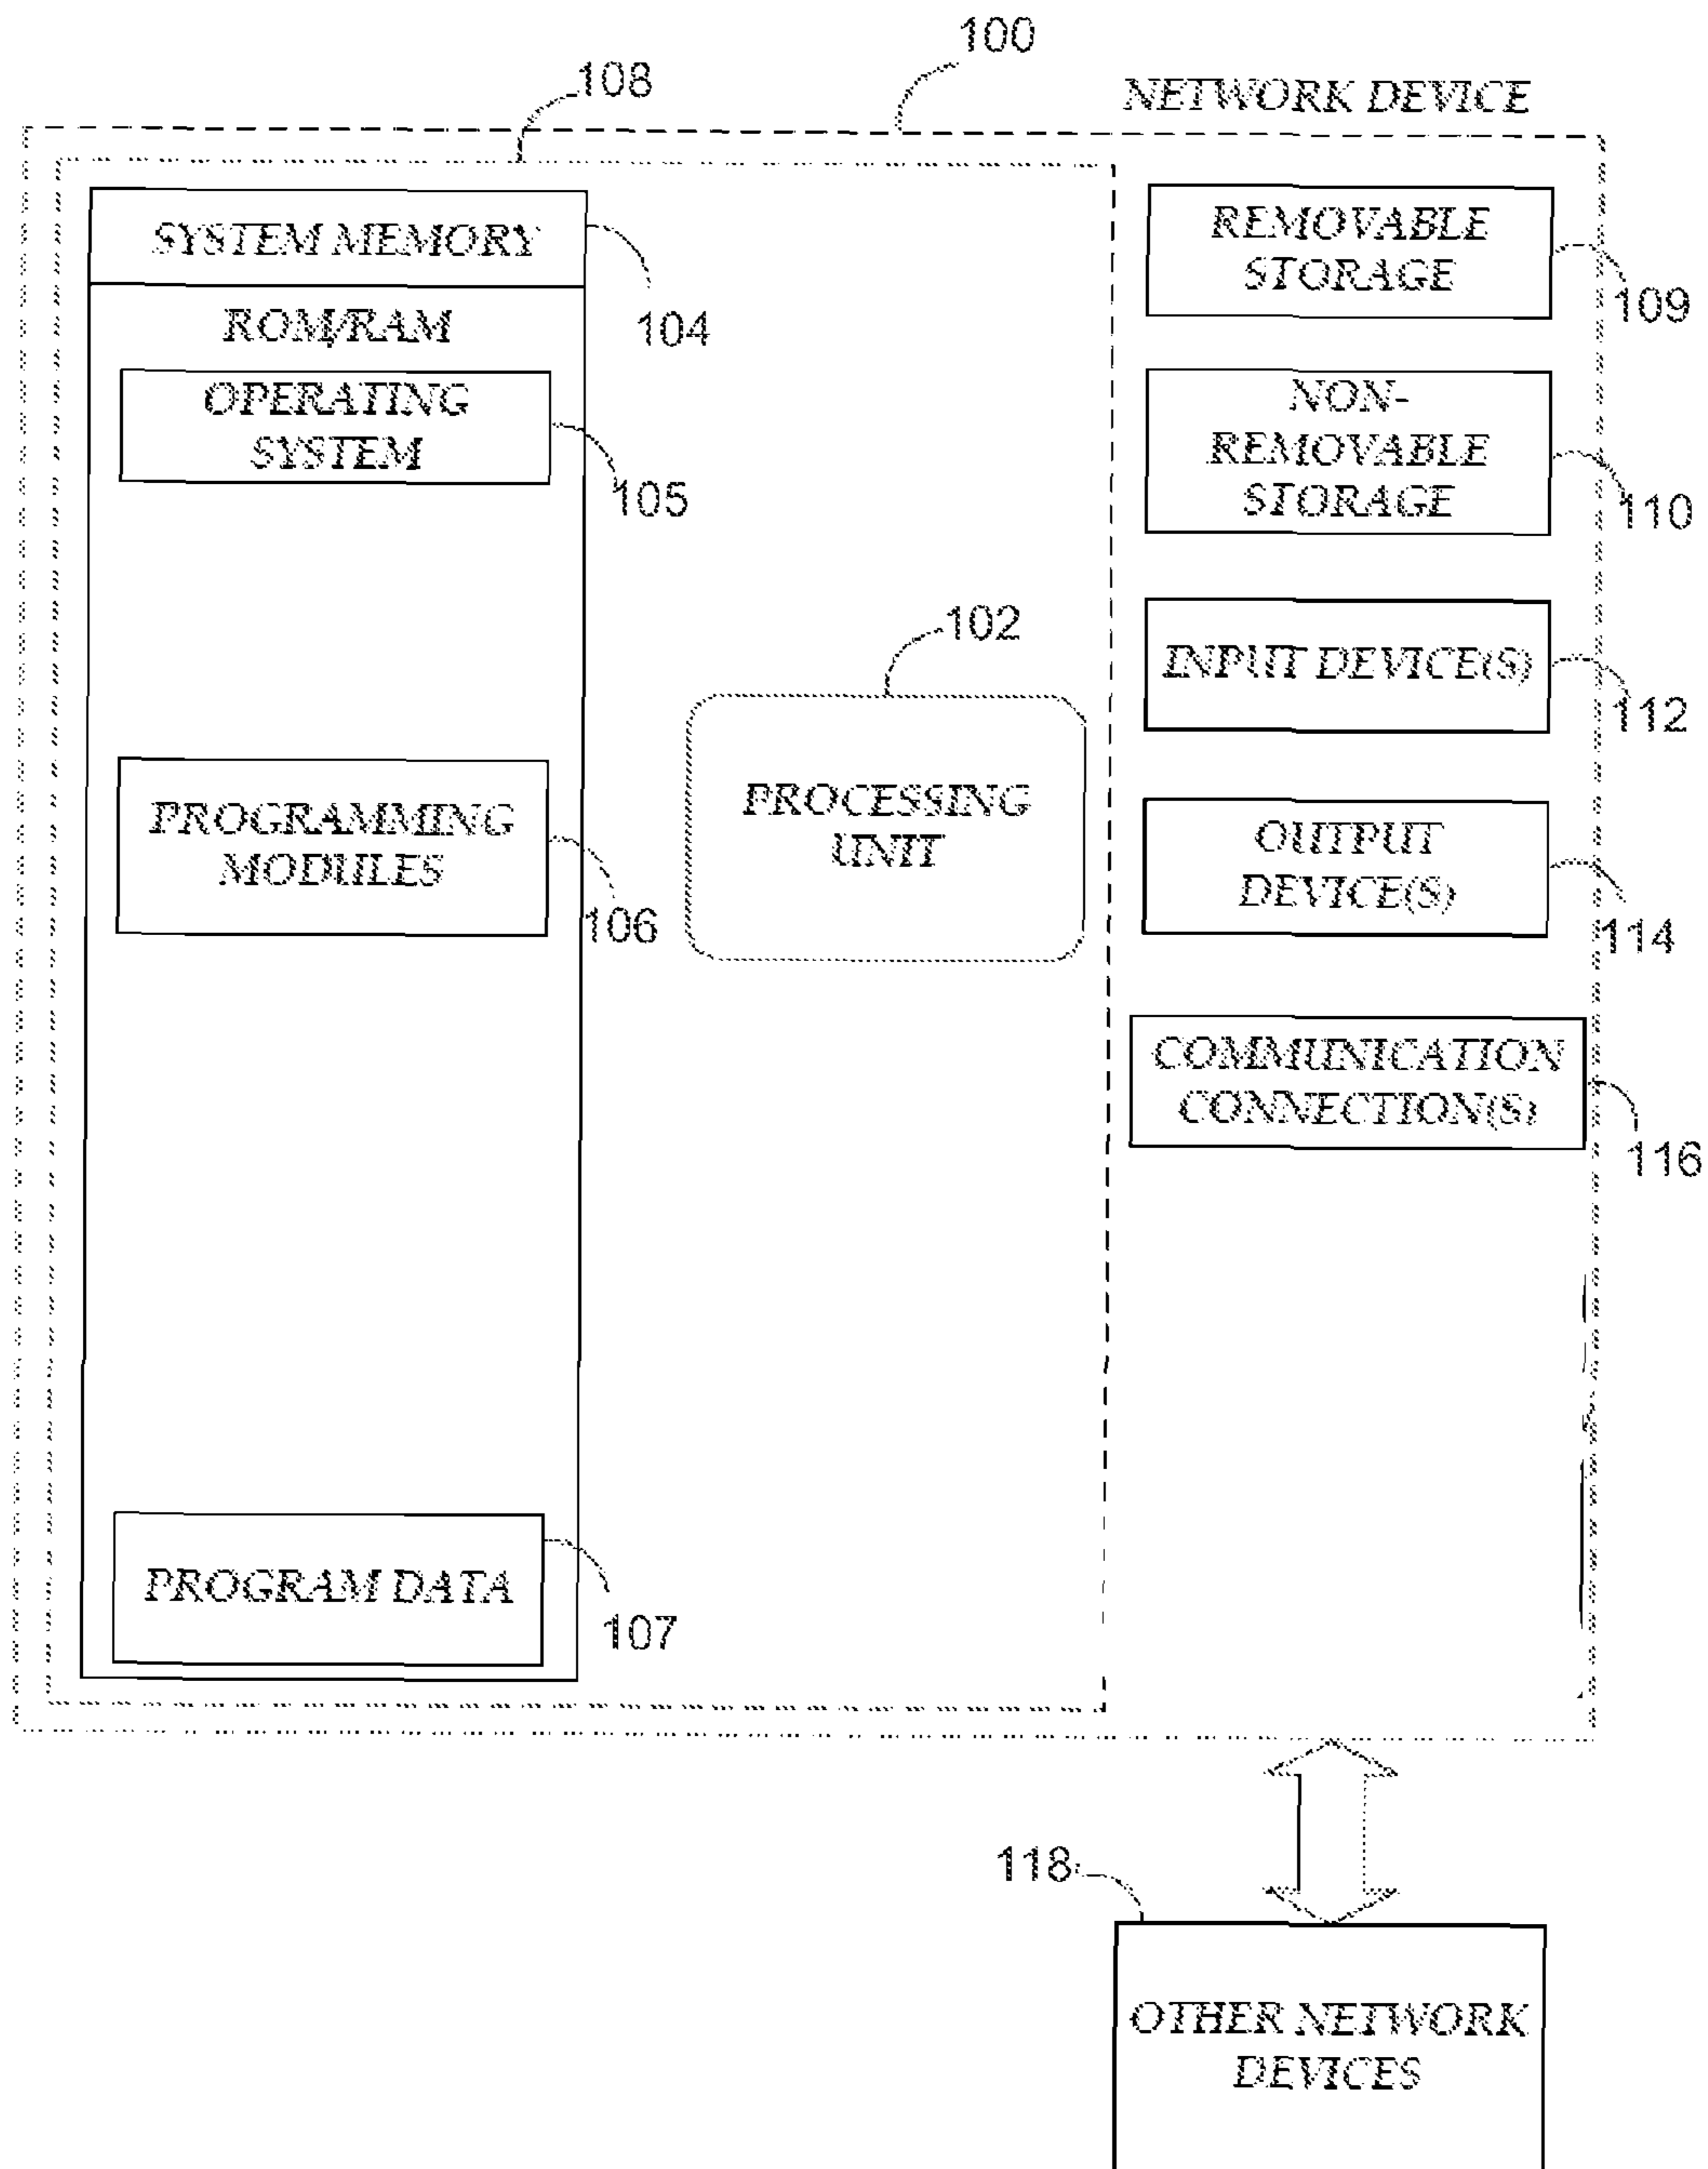 100
NETWORK DEVICE
108
SYSTEM MEMORY
104
ROM/RAM
OPERATING
SYSTEM
105
PROGRAMMING
MODULES
106
PROGRAM DATA
107
102
PROCESSING
UNIT
REMOVABLE
STORAGE
109
NON-
REMOVABLE
STORAGE
110
INPUT DEVICE(S)
112
OUTPUT
DEVICE(S)
114
COMMUNICATION
CONNECTION(S)
116
118
OTHER NETWORK
DEVICES